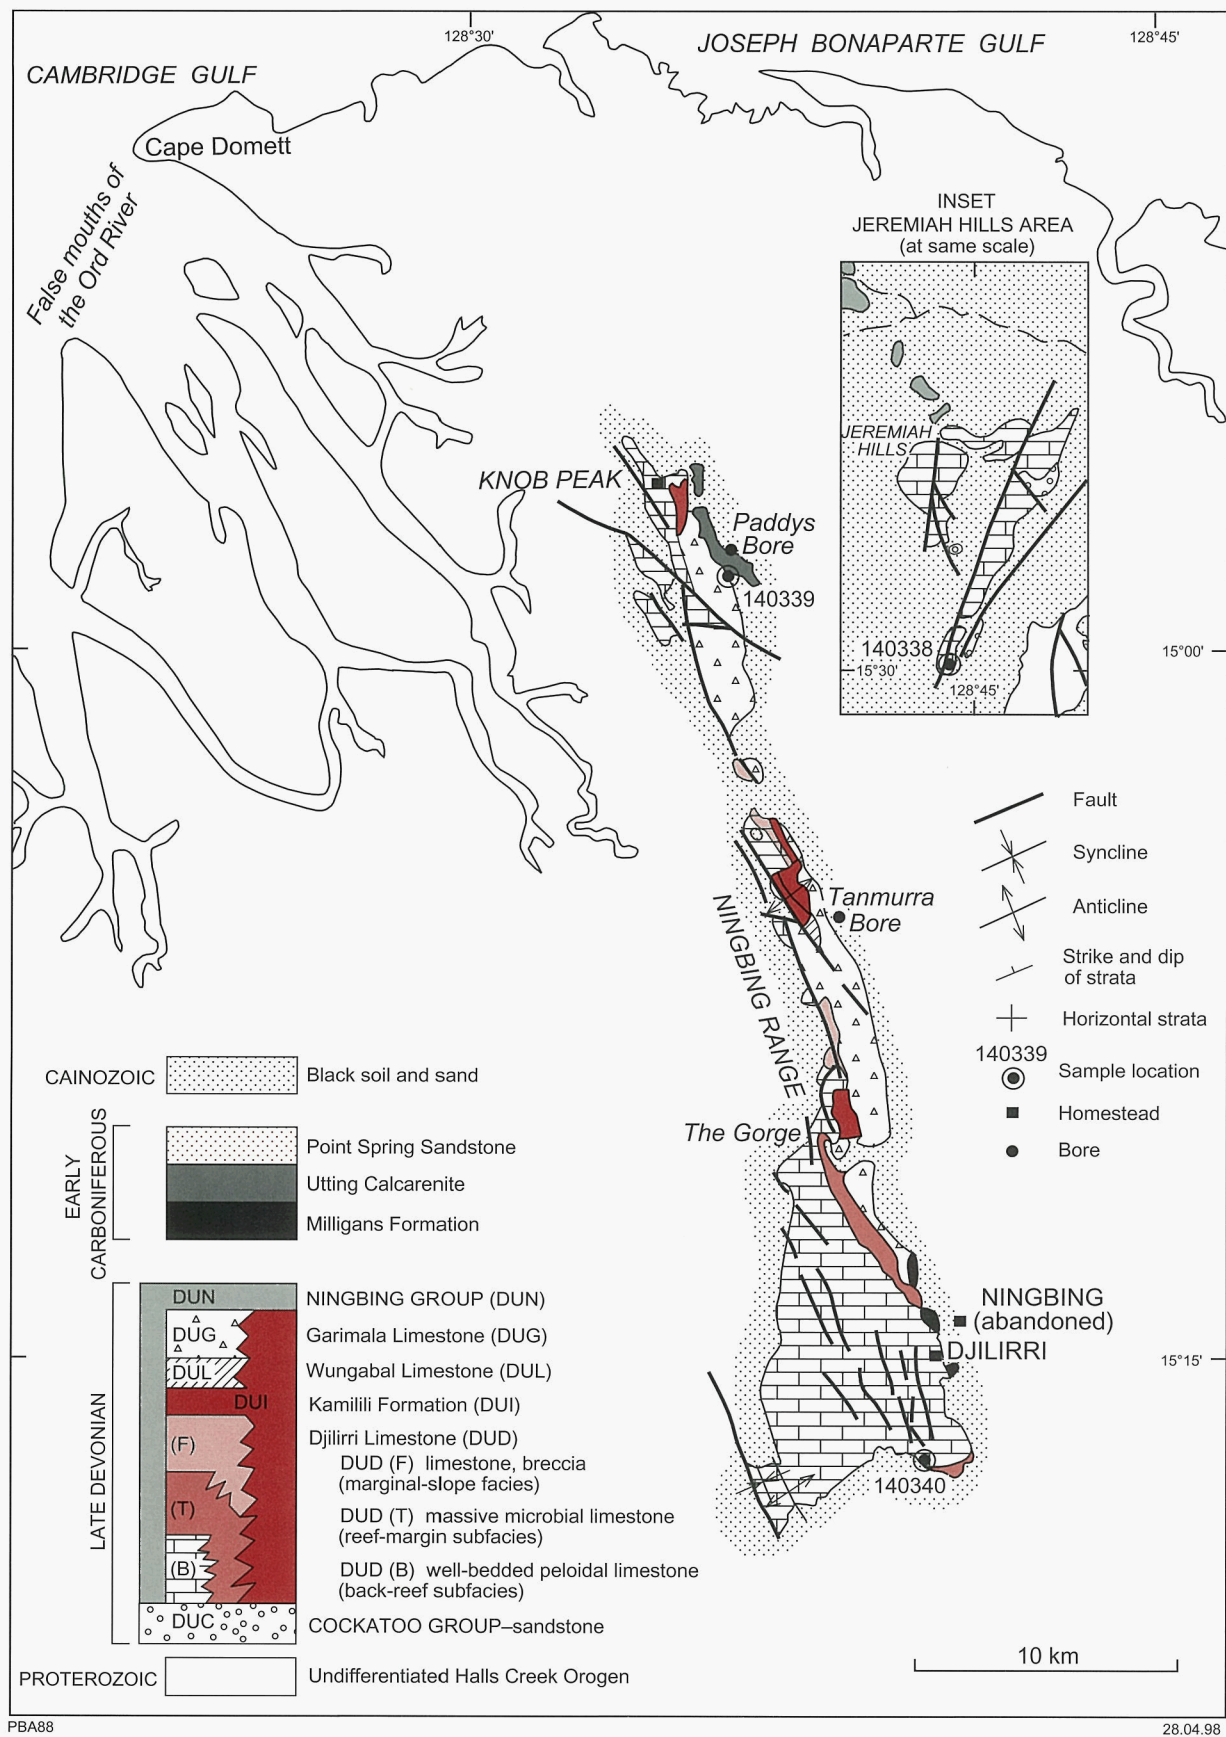 128°30'
JOSEPH BONAPARTE GULF
128°45'
CAMBRIDGE GULF
Cape Domett
False mouths of
the Ord River
INSET
JEREMIAH HILLS AREA
(at same scale)
JEREMIAH
HILLS
140338
15°30'
128°45'
KNOB PEAK
Paddys
Bore
140339
15°00'
Fault
Syncline
Anticline
Strike and dip
of strata
Horizontal strata
140339
Sample location
Homestead
Bore
Tanmurra
Bore
NINGBING RANGE
The Gorge
NINGBING
(abandoned)
DJILIRRI
15°15'
140340
CAINOZOIC
Black soil and sand
EARLY
CARBONIFEROUS
Point Spring Sandstone
Utting Calcarenite
Milligans Formation
LATE DEVONIAN
DUN
NINGBING GROUP (DUN)
DUG
Garimala Limestone (DUG)
DUL
Wungabal Limestone (DUL)
DUI
Kamilili Formation (DUI)
Djilirri Limestone (DUD)
(F)
DUD (F) limestone, breccia
(marginal-slope facies)
(T)
DUD (T) massive microbial limestone
(reef-margin subfacies)
(B)
DUD (B) well-bedded peloidal limestone
(back-reef subfacies)
DUC
COCKATOO GROUP–sandstone
PROTEROZOIC
Undifferentiated Halls Creek Orogen
10 km
PBA88
28.04.98